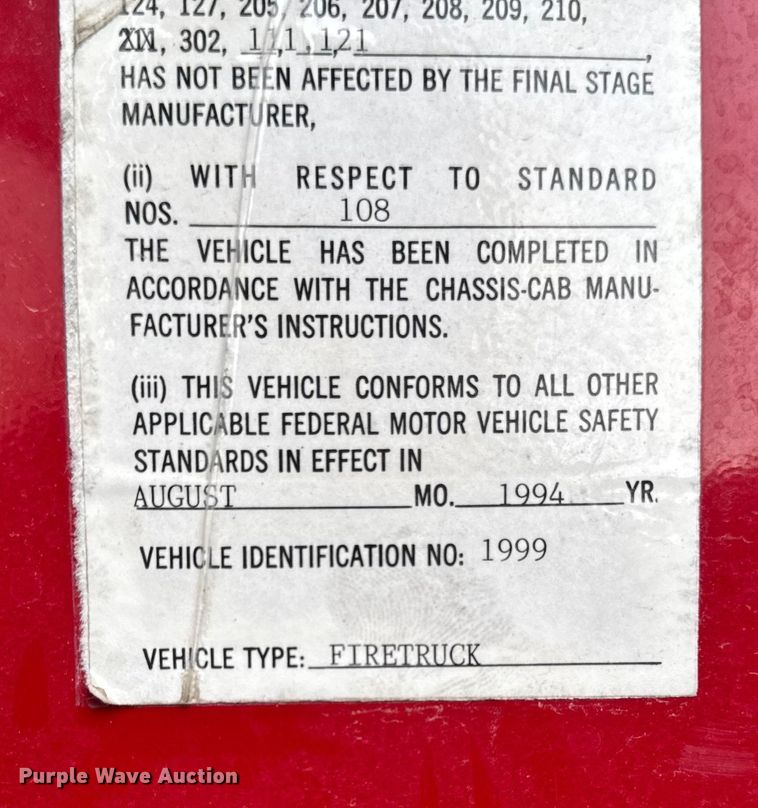 124, 127, 205, 206, 207, 208, 209, 210,
302, 111, 121,
HAS NOT BEEN AFFECTED BY THE FINAL STAGE
MANUFACTURER,
(ii) WITH RESPECT TO STANDARD
NOS. 108
THE VEHICLE HAS BEEN COMPLETED IN
ACCORDANCE WITH THE CHASSIS-CAB MANU-
FACTURER'S INSTRUCTIONS.
(iii) THIS VEHICLE CONFORMS TO ALL OTHER
APPLICABLE FEDERAL MOTOR VEHICLE SAFETY
STANDARDS IN EFFECT IN
AUGUST MO. 1994 YR.
VEHICLE IDENTIFICATION NO: 1999
VEHICLE TYPE: FIRETRUCK
Purple Wave Auction